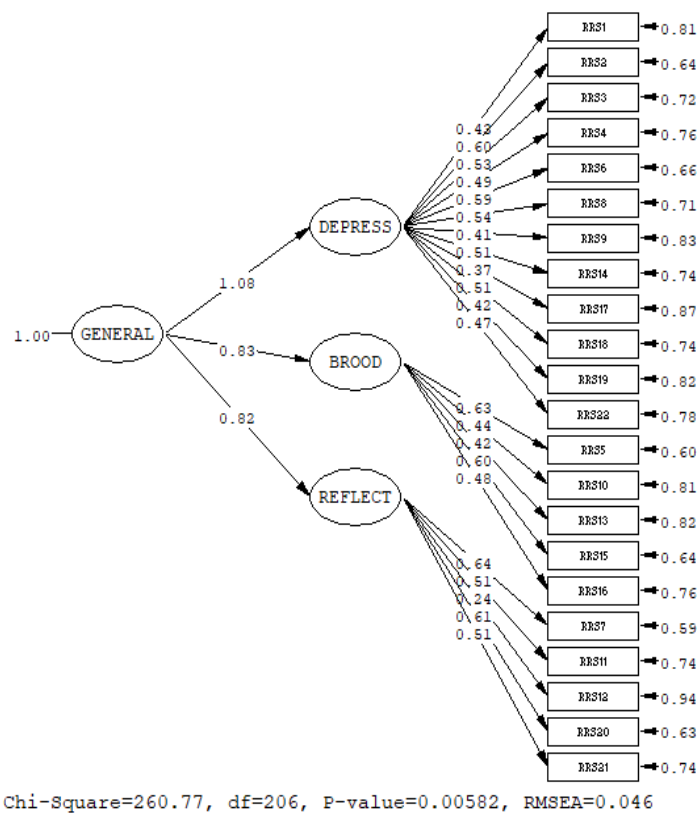 RRS1 0.81
RRS2 0.64
RRS3 0.72
0.43
RRS4 0.76
0.60
0.53
RRS6 0.66
0.49
0.59
RRS8 0.71
0.54
DEPRESS
0.41
RRS9 0.83
0.51
RRS14 0.74
0.37
1.08
0.51
RRS17 0.87
0.42
0.47
1.00 GENERAL
RRS18 0.74
0.83
BROOD
RRS19 0.82
0.63
RRS22 0.78
0.82
0.44
0.42
RRS5 0.60
0.60
0.48
RRS10 0.81
REFLECT
RRS13 0.82
RRS15 0.64
0.64
0.51
RRS16 0.76
0.24
0.61
RRS7 0.59
0.51
RRS11 0.74
RRS12 0.94
RRS20 0.63
RRS21 0.74
Chi-Square=260.77, df=206, P-value=0.00582, RMSEA=0.046